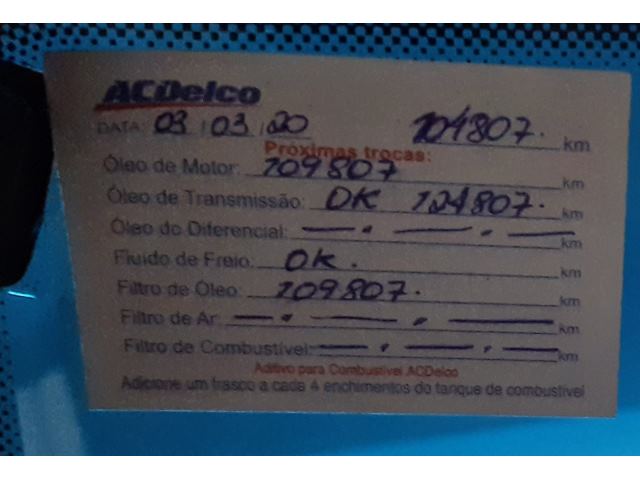 ACDelco
DATA: 03 / 03 / 20 104807. km
Próximas trocas:
Óleo de Motor: 109807 km
Óleo de Transmissão: OK 124807. km
Óleo do Diferencial: — . — . — km
Fluido de Freio: OK. km
Filtro de Óleo: 109807. km
Filtro de Ar: — . — . — km
Filtro de Combustível: — . — . — km
Aditivo para Combustível ACDelco
Adicione um frasco a cada 4 enchimentos do tanque de combustível